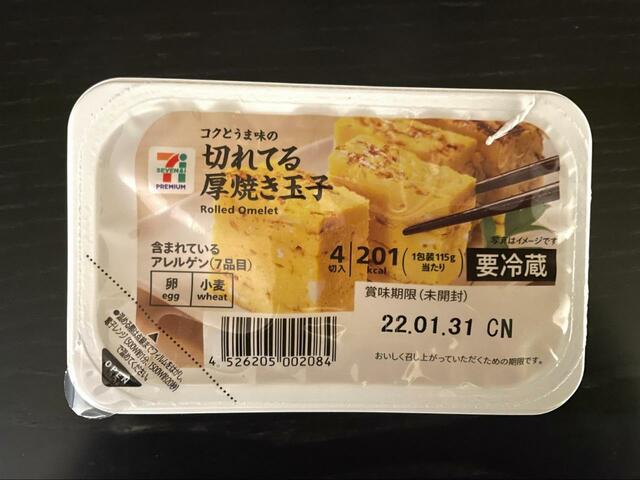 コクとうま味の
切れてる
厚焼き玉子
Rolled Omelet
7i
SEVEN&i
PREMIUM
写真はイメージです
含まれている
アレルゲン(7品目)
卵
egg
小麦
wheat
4
切入
201
kcal
1包装115g
当たり
要冷蔵
賞味期限(未開封)
22.01.31 CN
おいしく召し上がっていただくための期限です。
4 526205 002084
OPEN